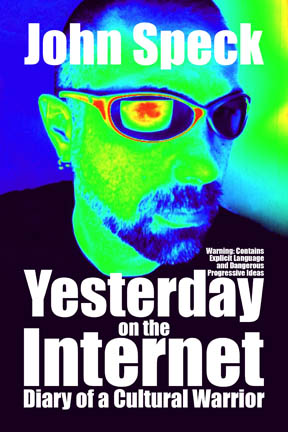 John Speck
Warning: Contains
Explicit Language
and Dangerous
Progressive Ideas
Yesterday
on the
Internet
Diary of a Cultural Warrior